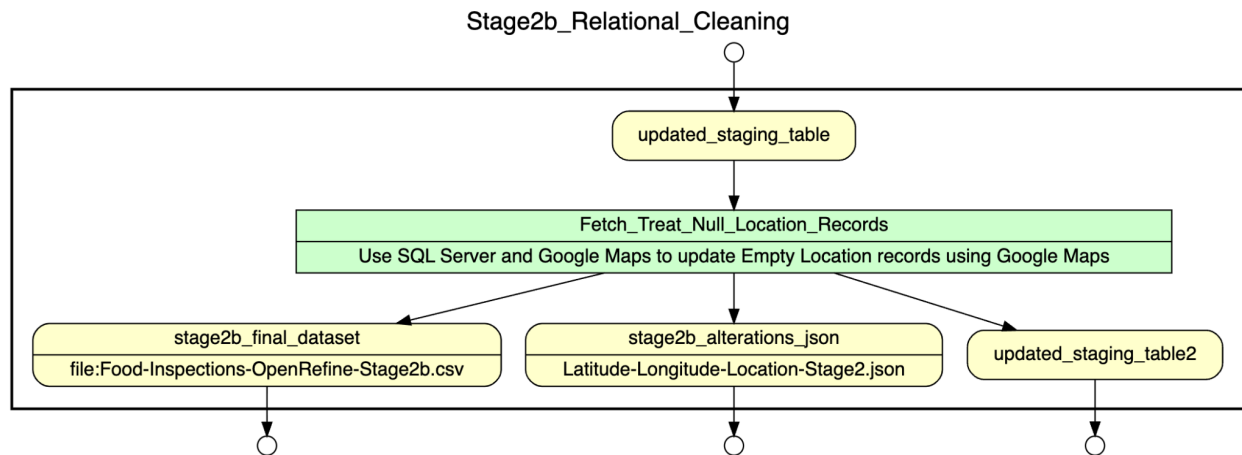 Stage2b_Relational_Cleaning
updated_staging_table
Fetch_Treat_Null_Location_Records
Use SQL Server and Google Maps to update Empty Location records using Google Maps
stage2b_final_dataset
file:Food-Inspections-OpenRefine-Stage2b.csv
stage2b_alterations_json
Latitude-Longitude-Location-Stage2.json
updated_staging_table2